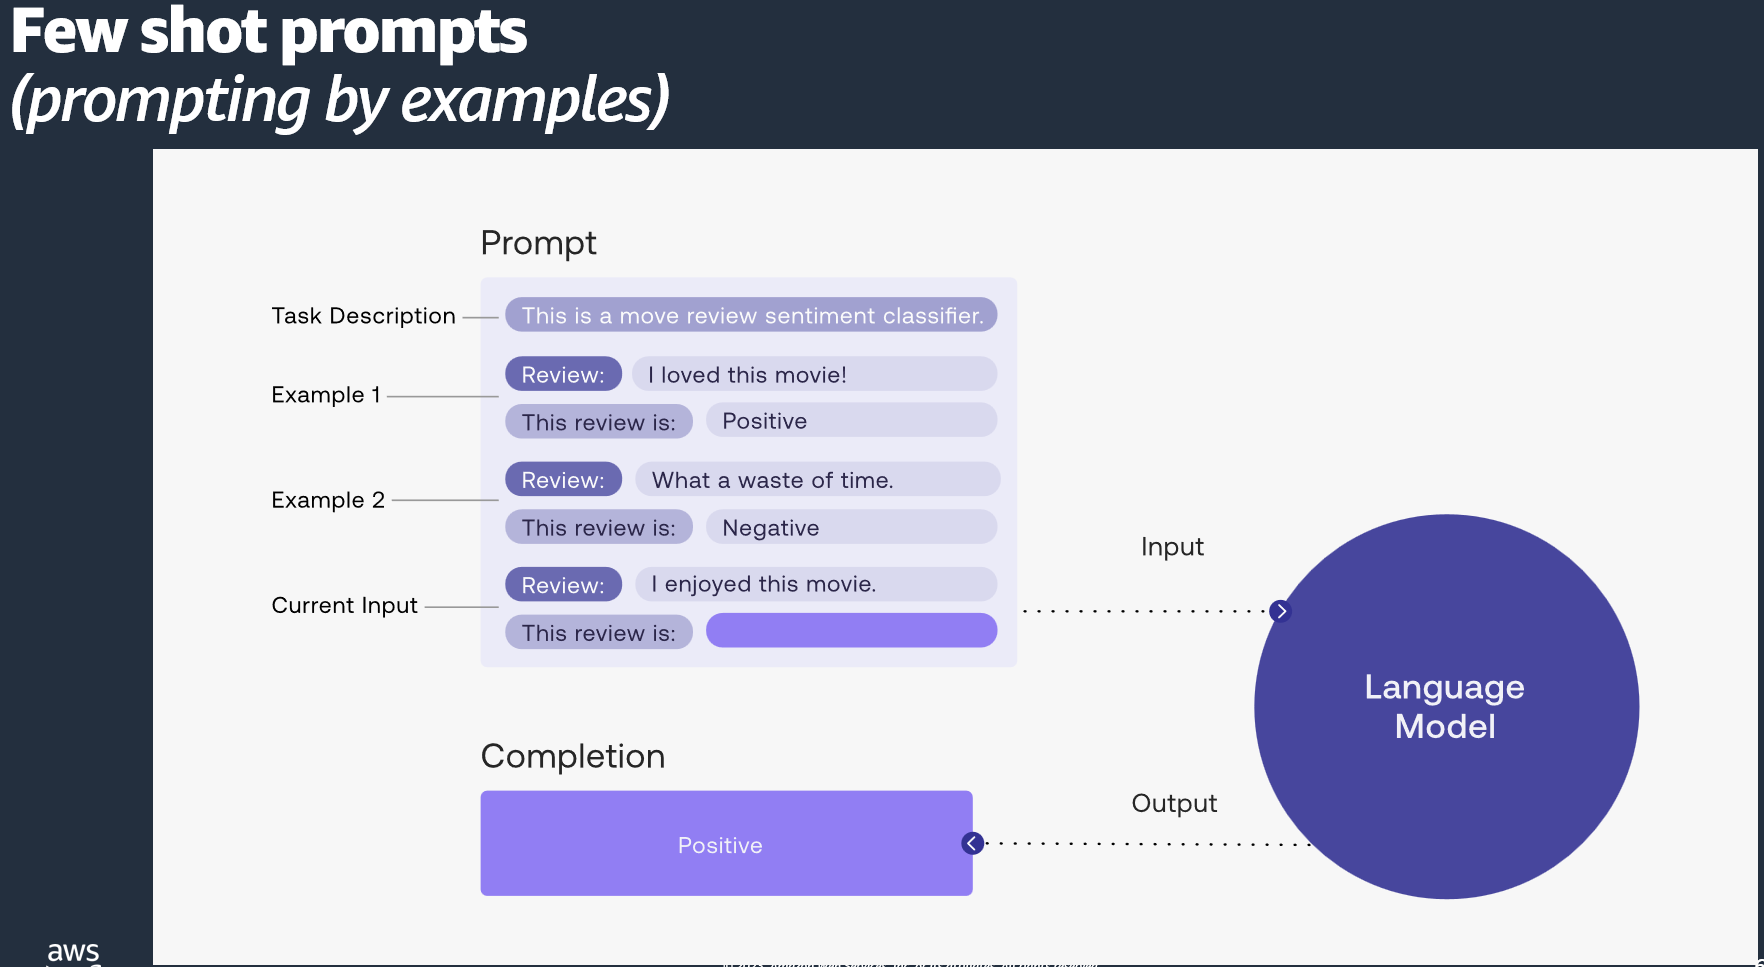 Few shot prompts
(prompting by examples)
Prompt
Task Description
This is a move review sentiment classifier.
Example 1
Review: I loved this movie!
This review is: Positive
Example 2
Review: What a waste of time.
This review is: Negative
Current Input
Review: I enjoyed this movie.
This review is:
Input
Language
Model
Completion
Positive
Output
aws